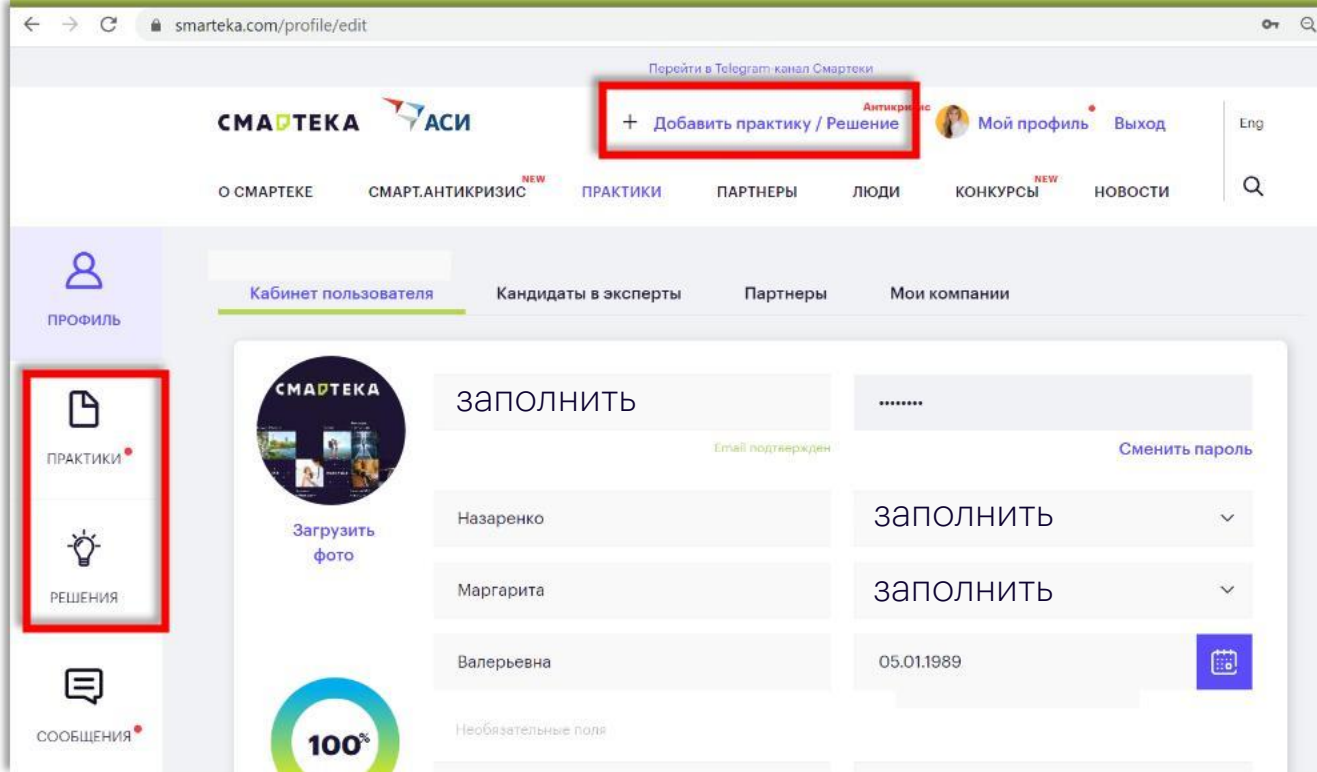 smarteka.com/profile/edit
Перейти в Telegram-канал Смартеки
СМАРТЕКА АСИ + Добавить практику / Решение Антикризис Мой профиль Выход Eng
О СМАРТЕКЕ СМАРТ.АНТИКРИЗИС NEW ПРАКТИКИ ПАРТНЕРЫ ЛЮДИ КОНКУРСЫ NEW НОВОСТИ
ПРОФИЛЬ
ПРАКТИКИ
РЕШЕНИЯ
СООБЩЕНИЯ
Кабинет пользователя Кандидаты в эксперты Партнеры Мои компании
СМАРТЕКА
Загрузить
фото
100%
заполнить ••••••••
Email подтвержден Сменить пароль
Назаренко заполнить
Маргарита заполнить
Валерьевна 05.01.1989
Необязательные поля